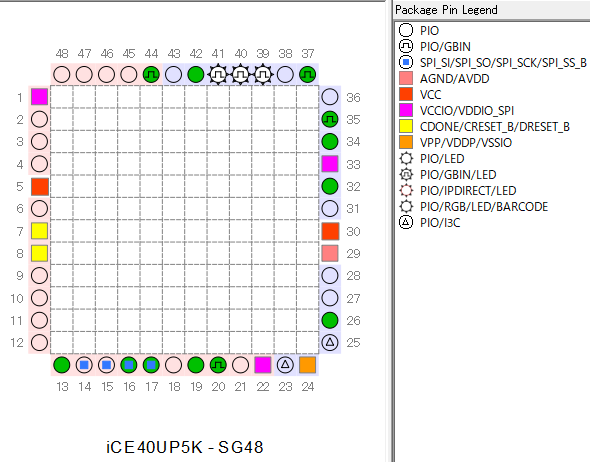 Package Pin Legend
PIO
PIO/GBIN
SPI_SI/SPI_SO/SPI_SCK/SPI_SS_B
AGND/AVDD
VCC
VCCIO/VDDIO_SPI
CDONE/CRESET_B/DRESET_B
VPP/VDDP/VSSIO
PIO/LED
PIO/GBIN/LED
PIO/IPDIRECT/LED
PIO/RGB/LED/BARCODE
PIO/I3C
48 47 46 45 44 43 42 41 40 39 38 37
1 36
2 35
3 34
4 33
5 32
6 31
7 30
8 29
9 28
10 27
11 26
12 25
13 14 15 16 17 18 19 20 21 22 23 24
iCE40UP5K - SG48